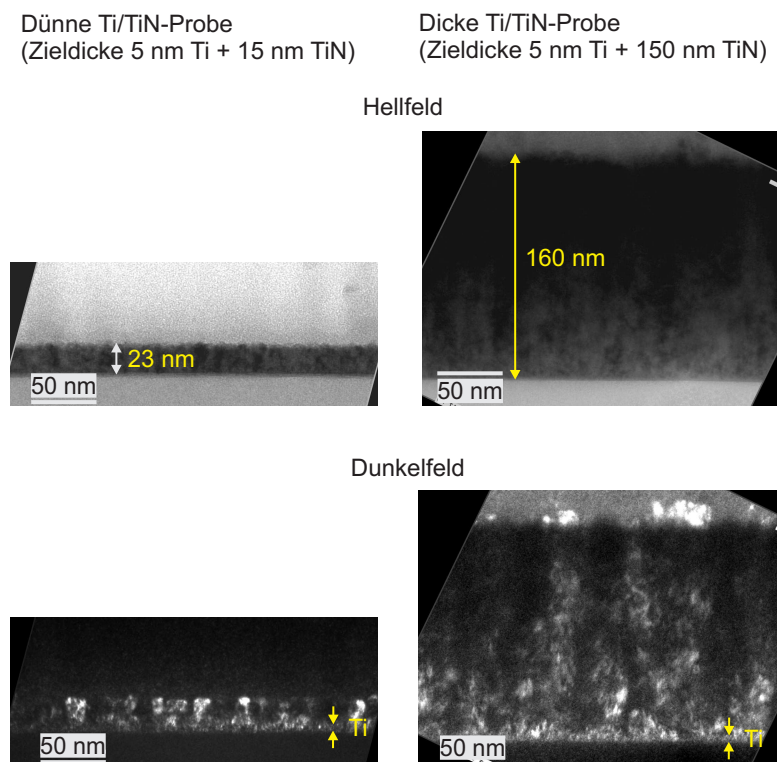 Dünne Ti/TiN-Probe
(Zieldicke 5 nm Ti + 15 nm TiN)
Dicke Ti/TiN-Probe
(Zieldicke 5 nm Ti + 150 nm TiN)
Hellfeld
23 nm
50 nm
160 nm
50 nm
Dunkelfeld
Ti
50 nm
Ti
50 nm